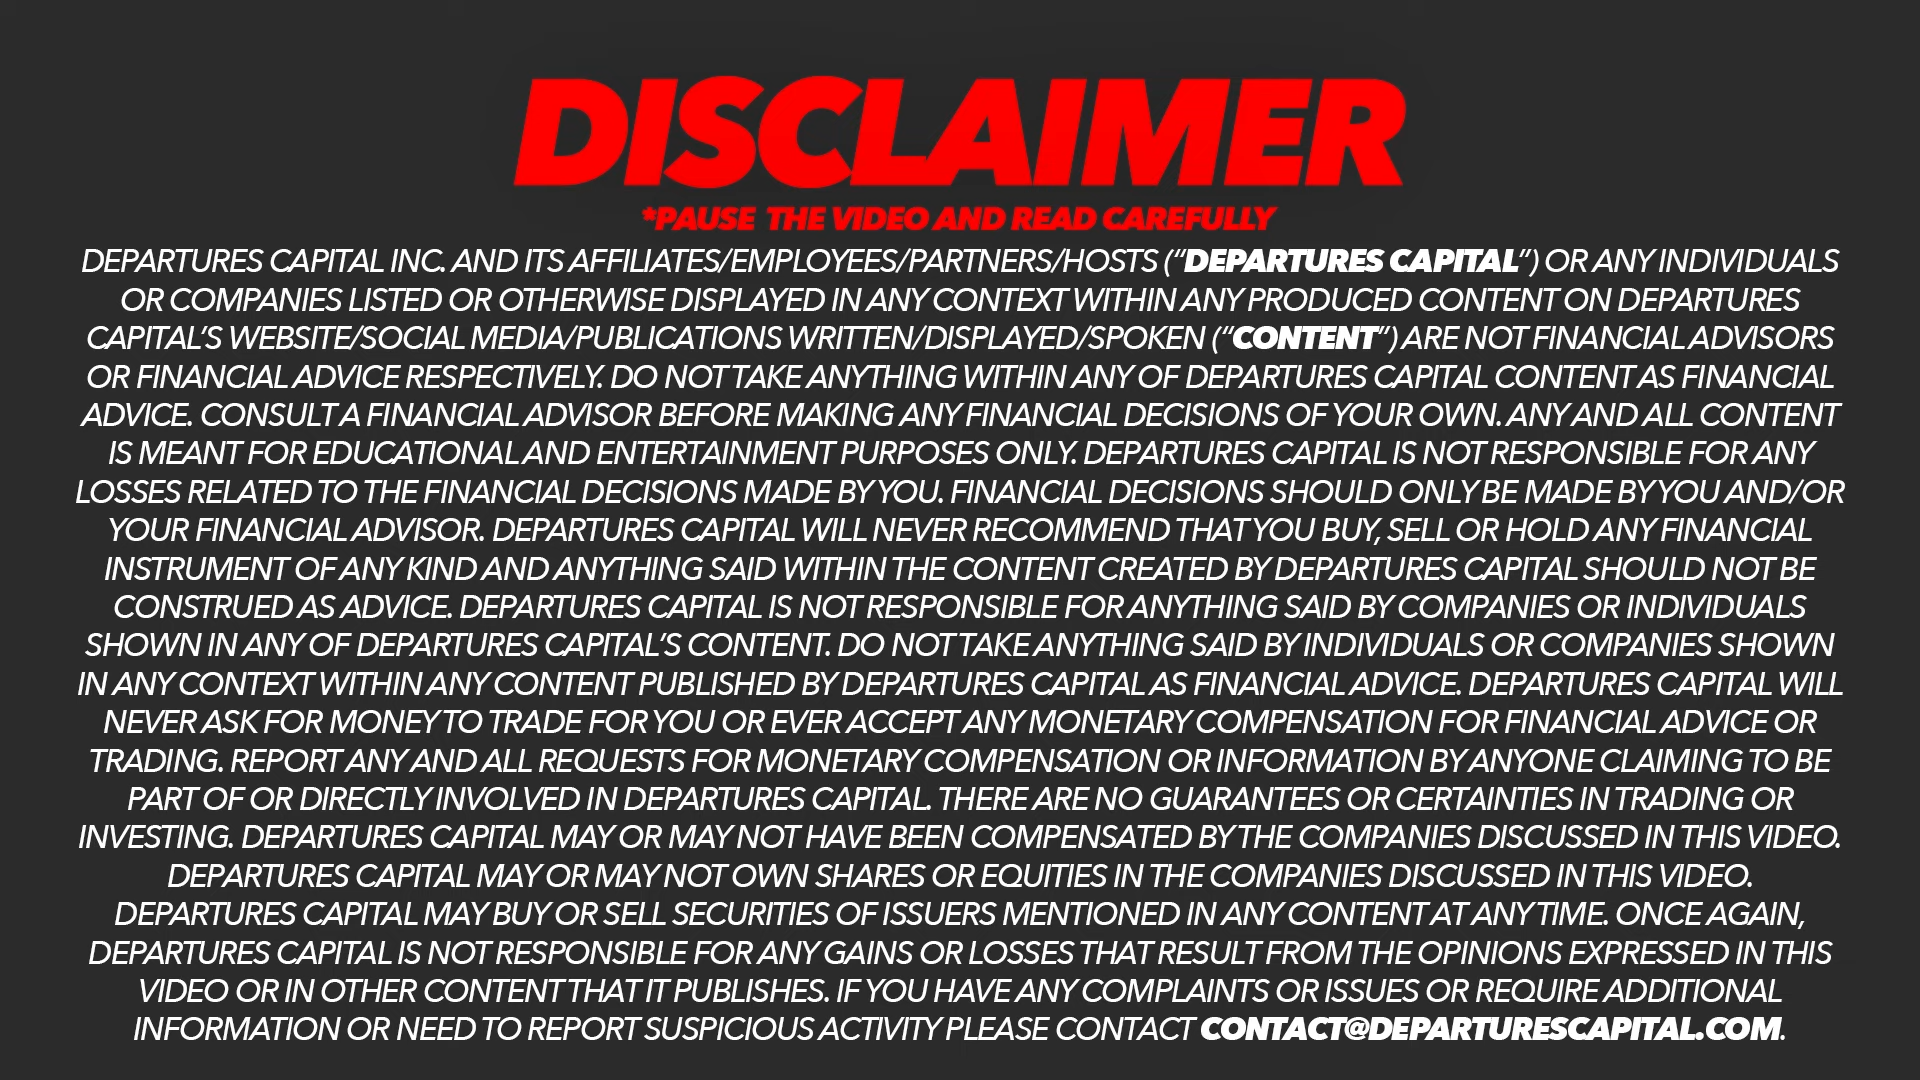 DISCLAIMER
*PAUSE THE VIDEO AND READ CAREFULLY
DEPARTURES CAPITAL INC. AND ITS AFFILIATES/EMPLOYEES/PARTNERS/HOSTS (“DEPARTURES CAPITAL”) OR ANY INDIVIDUALS
OR COMPANIES LISTED OR OTHERWISE DISPLAYED IN ANY CONTEXT WITHIN ANY PRODUCED CONTENT ON DEPARTURES
CAPITAL‘S WEBSITE/SOCIAL MEDIA/PUBLICATIONS WRITTEN/DISPLAYED/SPOKEN (“CONTENT”) ARE NOT FINANCIAL ADVISORS
OR FINANCIAL ADVICE RESPECTIVELY. DO NOT TAKE ANYTHING WITHIN ANY OF DEPARTURES CAPITAL CONTENT AS FINANCIAL
ADVICE. CONSULT A FINANCIAL ADVISOR BEFORE MAKING ANY FINANCIAL DECISIONS OF YOUR OWN. ANY AND ALL CONTENT
IS MEANT FOR EDUCATIONAL AND ENTERTAINMENT PURPOSES ONLY. DEPARTURES CAPITAL IS NOT RESPONSIBLE FOR ANY
LOSSES RELATED TO THE FINANCIAL DECISIONS MADE BY YOU. FINANCIAL DECISIONS SHOULD ONLY BE MADE BY YOU AND/OR
YOUR FINANCIAL ADVISOR. DEPARTURES CAPITAL WILL NEVER RECOMMEND THAT YOU BUY, SELL OR HOLD ANY FINANCIAL
INSTRUMENT OF ANY KIND AND ANYTHING SAID WITHIN THE CONTENT CREATED BY DEPARTURES CAPITAL SHOULD NOT BE
CONSTRUED AS ADVICE. DEPARTURES CAPITAL IS NOT RESPONSIBLE FOR ANYTHING SAID BY COMPANIES OR INDIVIDUALS
SHOWN IN ANY OF DEPARTURES CAPITAL‘S CONTENT. DO NOT TAKE ANYTHING SAID BY INDIVIDUALS OR COMPANIES SHOWN
IN ANY CONTEXT WITHIN ANY CONTENT PUBLISHED BY DEPARTURES CAPITAL AS FINANCIAL ADVICE. DEPARTURES CAPITAL WILL
NEVER ASK FOR MONEY TO TRADE FOR YOU OR EVER ACCEPT ANY MONETARY COMPENSATION FOR FINANCIAL ADVICE OR
TRADING. REPORT ANY AND ALL REQUESTS FOR MONETARY COMPENSATION OR INFORMATION BY ANYONE CLAIMING TO BE
PART OF OR DIRECTLY INVOLVED IN DEPARTURES CAPITAL. THERE ARE NO GUARANTEES OR CERTAINTIES IN TRADING OR
INVESTING. DEPARTURES CAPITAL MAY OR MAY NOT HAVE BEEN COMPENSATED BY THE COMPANIES DISCUSSED IN THIS VIDEO.
DEPARTURES CAPITAL MAY OR MAY NOT OWN SHARES OR EQUITIES IN THE COMPANIES DISCUSSED IN THIS VIDEO.
DEPARTURES CAPITAL MAY BUY OR SELL SECURITIES OF ISSUERS MENTIONED IN ANY CONTENT AT ANY TIME. ONCE AGAIN,
DEPARTURES CAPITAL IS NOT RESPONSIBLE FOR ANY GAINS OR LOSSES THAT RESULT FROM THE OPINIONS EXPRESSED IN THIS
VIDEO OR IN OTHER CONTENT THAT IT PUBLISHES. IF YOU HAVE ANY COMPLAINTS OR ISSUES OR REQUIRE ADDITIONAL
INFORMATION OR NEED TO REPORT SUSPICIOUS ACTIVITY PLEASE CONTACT CONTACT@DEPARTURESCAPITAL.COM.